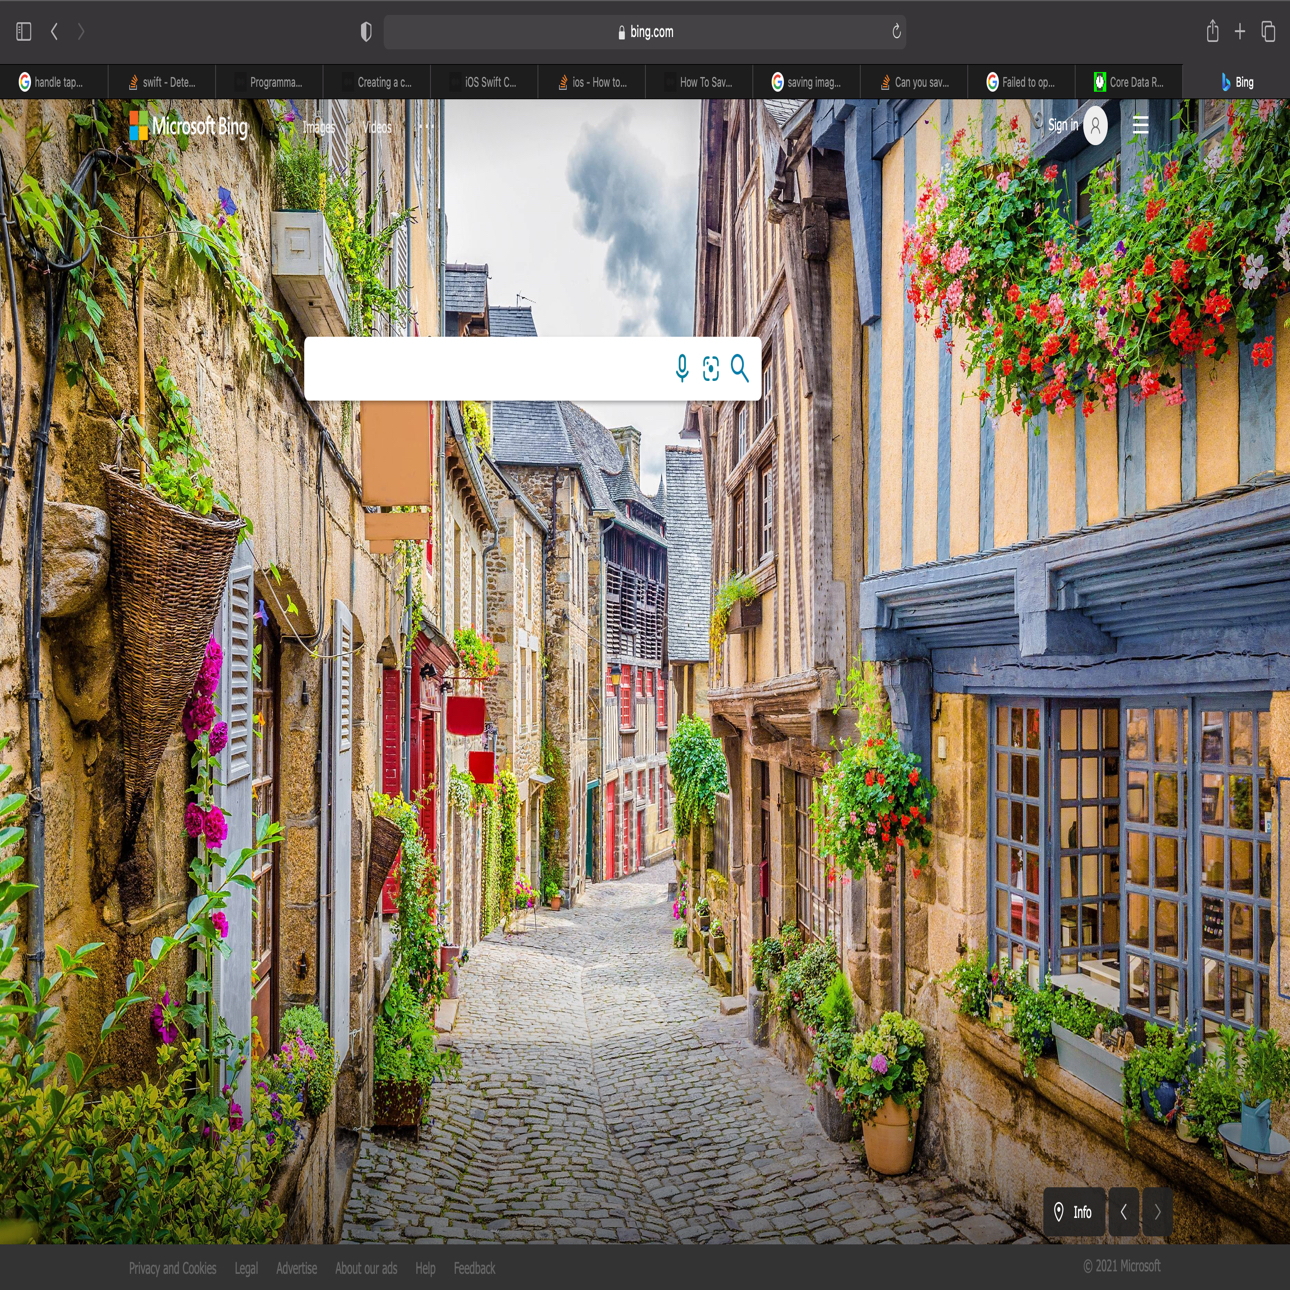 bing.com
handle tap...
swift - Dete...
Programma...
Creating a c...
iOS Swift C...
ios - How to...
How To Sav...
saving imag...
Can you sav...
Failed to op...
Core Data R...
Bing
Microsoft Bing
Images
Videos
...
Sign in
Info
Privacy and Cookies
Legal
Advertise
About our ads
Help
Feedback
© 2021 Microsoft